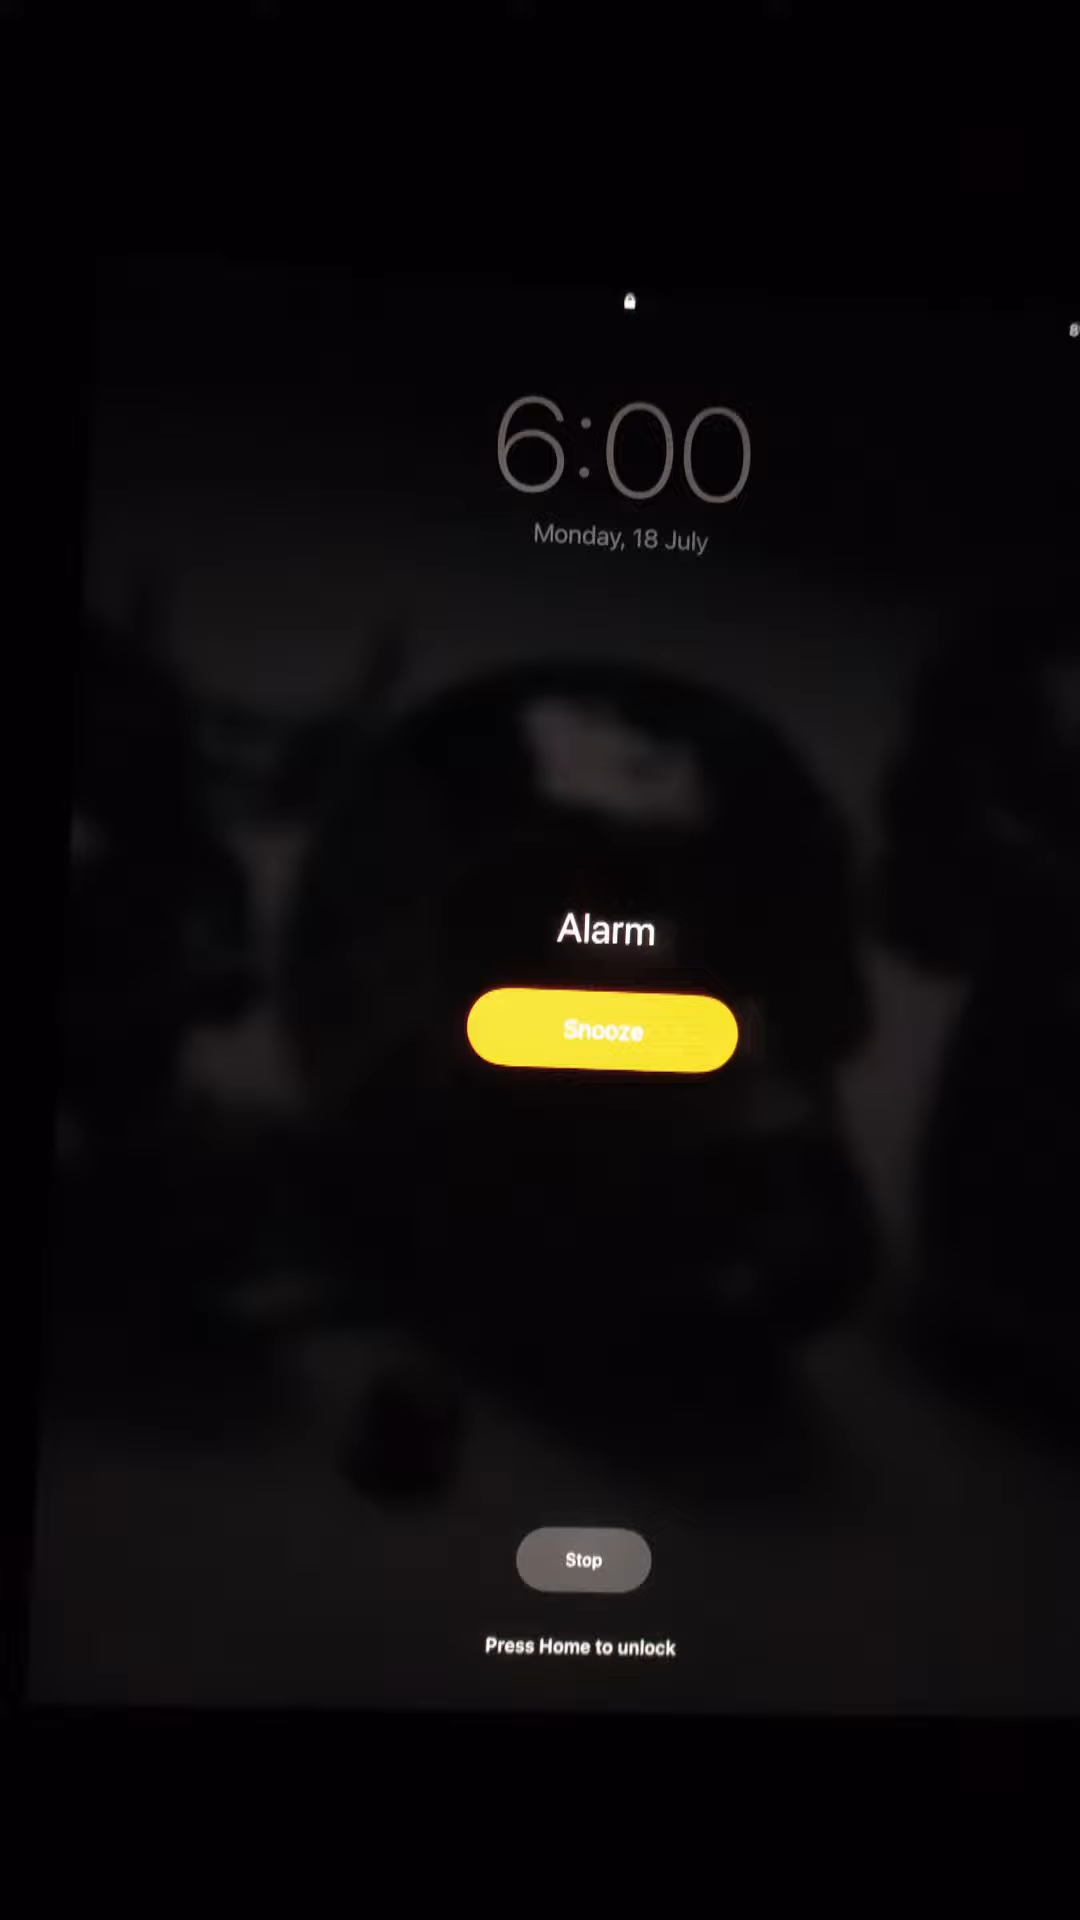 6:00
Monday, 18 July
Alarm
Snooze
Stop
Press Home to unlock